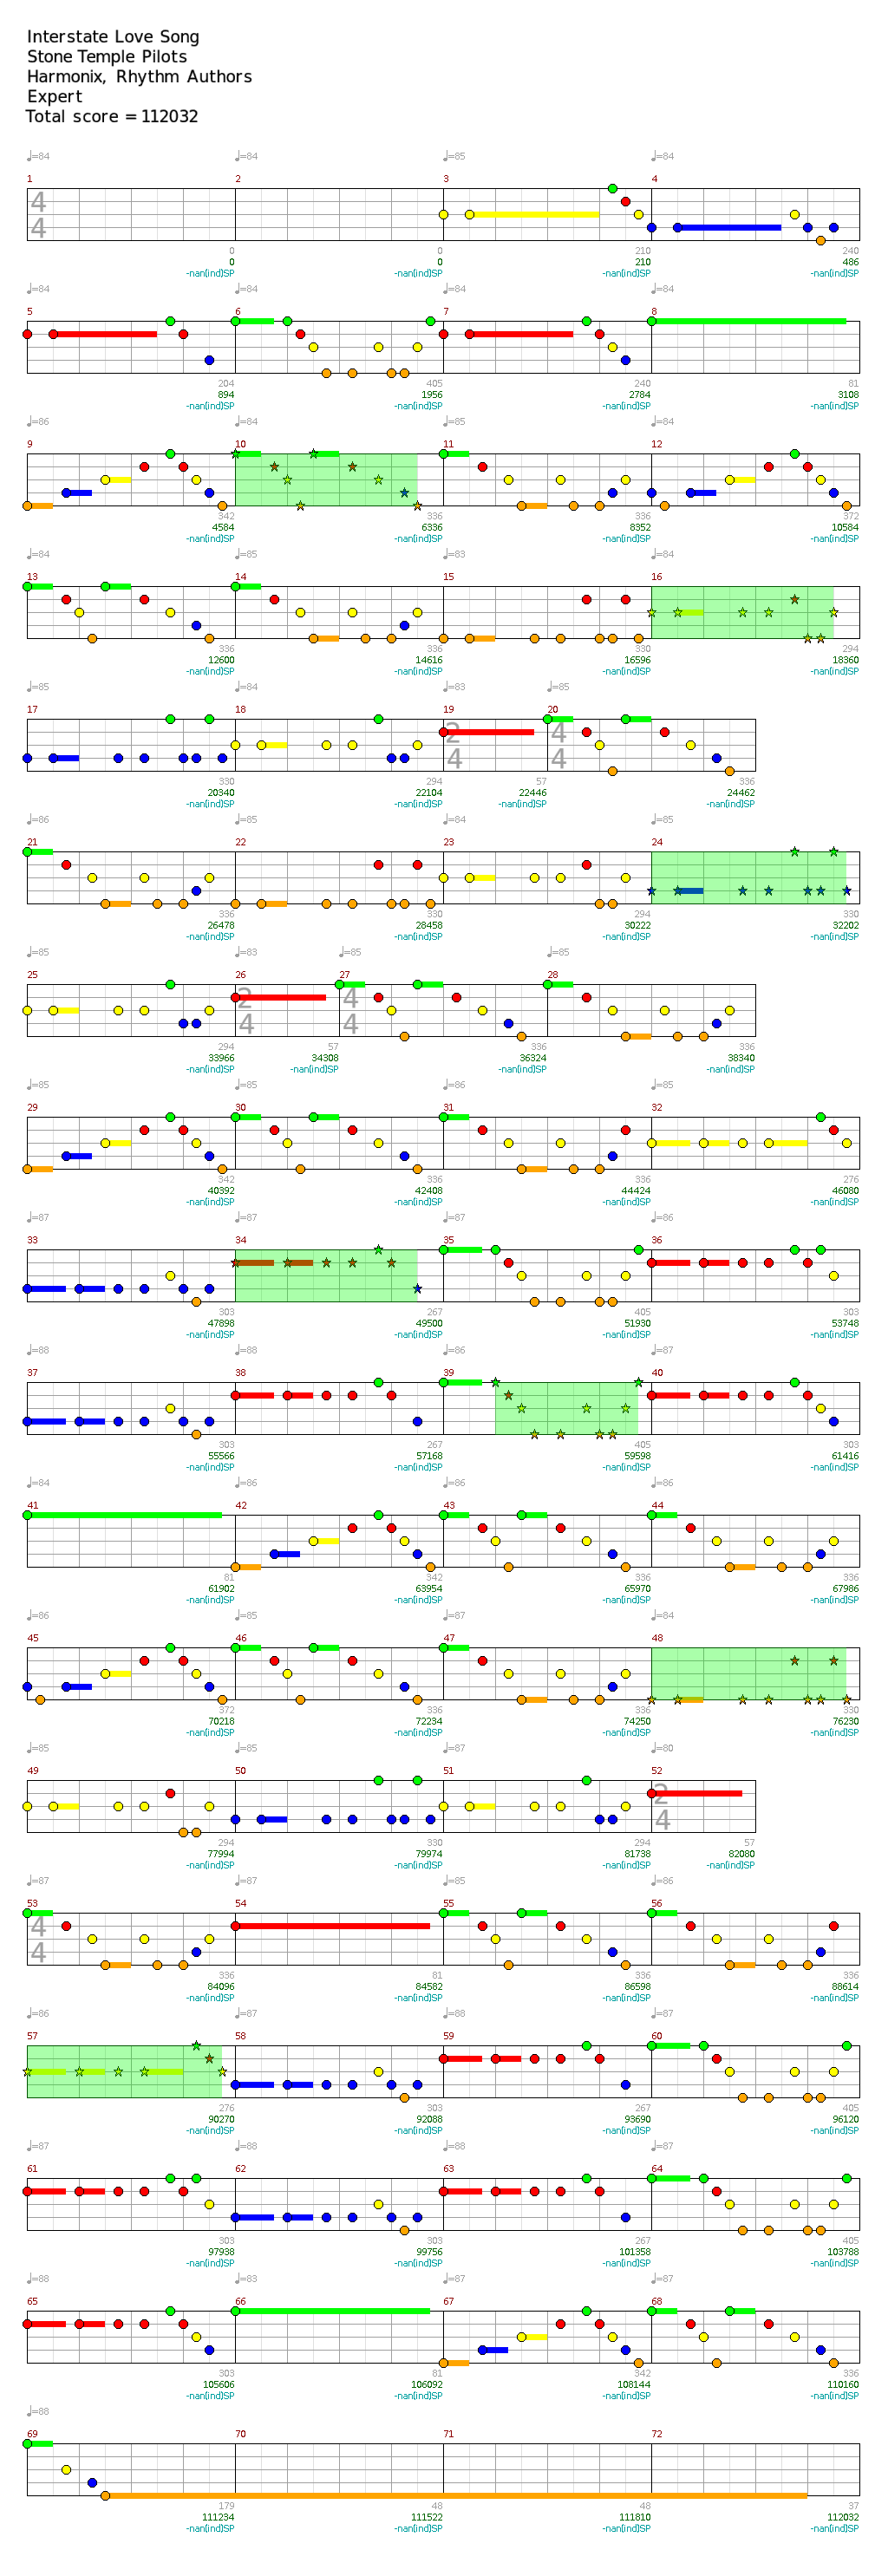 Interstate Love Song
Stone Temple Pilots
Harmonix, Rhythm Authors
Expert
Total score = 112032
♩=84 ♩=84 ♩=85 ♩=84
1 2 3 4
4
4
0 0 210 240
0 0 210 486
-nan(ind)SP -nan(ind)SP -nan(ind)SP -nan(ind)SP
♩=84 ♩=84 ♩=84 ♩=84
5 6 7 8
204 405 240 81
894 1956 2784 3108
-nan(ind)SP -nan(ind)SP -nan(ind)SP -nan(ind)SP
♩=86 ♩=84 ♩=85 ♩=84
9 10 11 12
342 336 336 372
4584 6336 8352 10584
-nan(ind)SP -nan(ind)SP -nan(ind)SP -nan(ind)SP
♩=84 ♩=85 ♩=83 ♩=84
13 14 15 16
336 336 330 294
12600 14616 16596 18360
-nan(ind)SP -nan(ind)SP -nan(ind)SP -nan(ind)SP
♩=85 ♩=84 ♩=83 ♩=85
17 18 19 20
2 4
4 4
330 294 57 336
20340 22104 22446 24462
-nan(ind)SP -nan(ind)SP -nan(ind)SP -nan(ind)SP
♩=86 ♩=85 ♩=84 ♩=85
21 22 23 24
336 330 294 330
26478 28458 30222 32202
-nan(ind)SP -nan(ind)SP -nan(ind)SP -nan(ind)SP
♩=85 ♩=83 ♩=85 ♩=85
25 26 27 28
2 4
4 4
294 57 336 336
33966 34308 36324 38340
-nan(ind)SP -nan(ind)SP -nan(ind)SP -nan(ind)SP
♩=85 ♩=85 ♩=86 ♩=85
29 30 31 32
342 336 336 276
40392 42408 44424 46080
-nan(ind)SP -nan(ind)SP -nan(ind)SP -nan(ind)SP
♩=87 ♩=87 ♩=87 ♩=87
33 34 35 36
303 267 405 303
47898 49500 51930 53748
-nan(ind)SP -nan(ind)SP -nan(ind)SP -nan(ind)SP
♩=88 ♩=88 ♩=86 ♩=87
37 38 39 40
303 267 405 303
55566 57168 59598 61416
-nan(ind)SP -nan(ind)SP -nan(ind)SP -nan(ind)SP
♩=84 ♩=86 ♩=86 ♩=86
41 42 43 44
81 342 336 336
61902 63954 65970 67986
-nan(ind)SP -nan(ind)SP -nan(ind)SP -nan(ind)SP
♩=86 ♩=85 ♩=87 ♩=84
45 46 47 48
372 336 336 330
70218 72234 74250 76230
-nan(ind)SP -nan(ind)SP -nan(ind)SP -nan(ind)SP
♩=85 ♩=85 ♩=87 ♩=80
49 50 51 52
2
4
294 330 294 57
77994 79974 81738 82080
-nan(ind)SP -nan(ind)SP -nan(ind)SP -nan(ind)SP
♩=87 ♩=87 ♩=85 ♩=86
53 54 55 56
4
4
336 81 336 336
84096 84582 86598 88614
-nan(ind)SP -nan(ind)SP -nan(ind)SP -nan(ind)SP
♩=86 ♩=87 ♩=88 ♩=87
57 58 59 60
276 303 267 405
90270 92088 93690 96120
-nan(ind)SP -nan(ind)SP -nan(ind)SP -nan(ind)SP
♩=87 ♩=88 ♩=88 ♩=87
61 62 63 64
303 303 267 405
97938 99756 101358 103788
-nan(ind)SP -nan(ind)SP -nan(ind)SP -nan(ind)SP
♩=88 ♩=83 ♩=87 ♩=87
65 66 67 68
303 81 342 336
105606 106092 108144 110160
-nan(ind)SP -nan(ind)SP -nan(ind)SP -nan(ind)SP
♩=88
69 70 71 72
179 48 48 37
111234 111522 111810 112032
-nan(ind)SP -nan(ind)SP -nan(ind)SP -nan(ind)SP